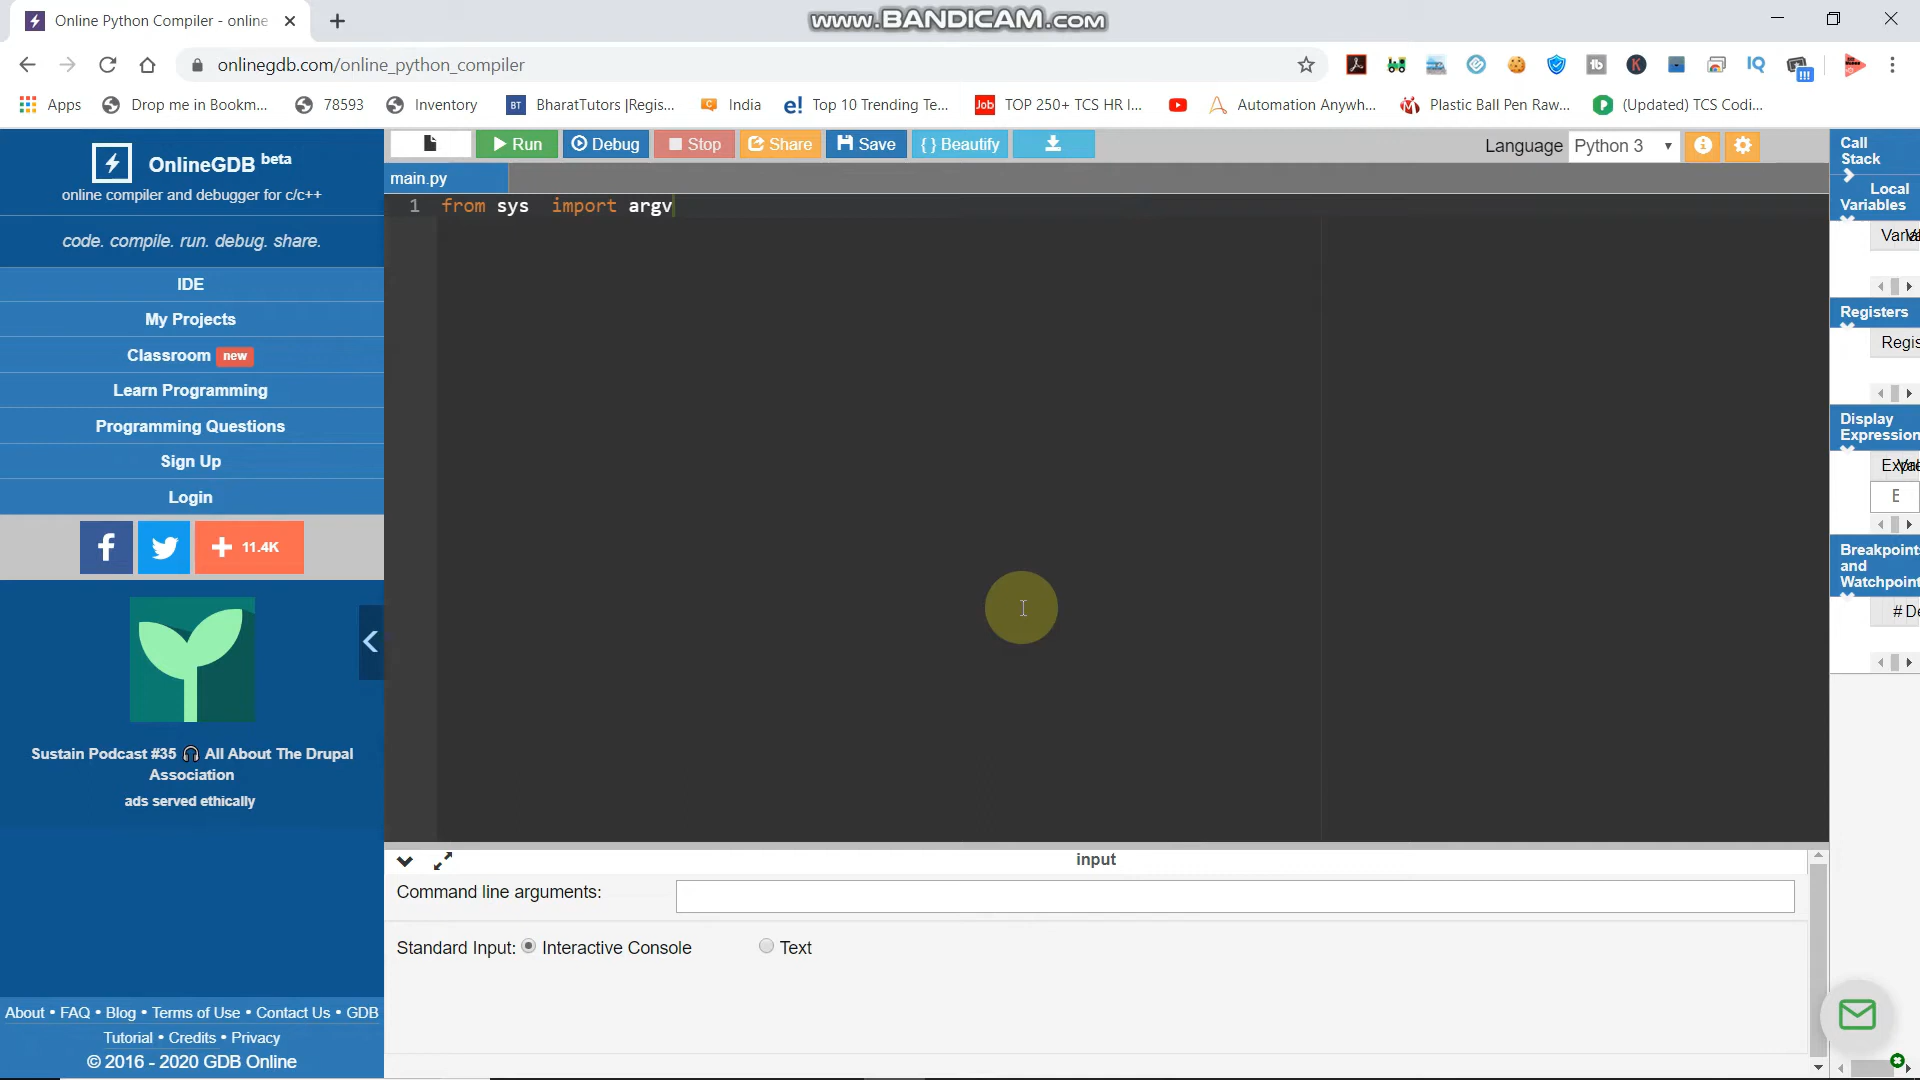 Online Python Compiler - online
www.BANDICAM.com
onlinegdb.com/online_python_compiler
Apps
Drop me in Bookm...
78593
Inventory
BharatTutors |Regis...
India
Top 10 Trending Te...
TOP 250+ TCS HR I...
Automation Anywh...
Plastic Ball Pen Raw...
(Updated) TCS Codi...
OnlineGDB beta
online compiler and debugger for c/c++
code. compile. run. debug. share.
IDE
My Projects
Classroom new
Learn Programming
Programming Questions
Sign Up
Login
11.4K
Sustain Podcast #35 🎧 All About The Drupal
Association
ads served ethically
About • FAQ • Blog • Terms of Use • Contact Us • GDB
Tutorial • Credits • Privacy
© 2016 - 2020 GDB Online
Run
Debug
Stop
Share
Save
{ } Beautify
Language Python 3
main.py
1 from sys  import argv
input
Command line arguments:
Standard Input: Interactive Console Text
Call
Stack
Local
Variables
Registers
Regis
Display
Expression
E
Breakpoint
and
Watchpoint
# De